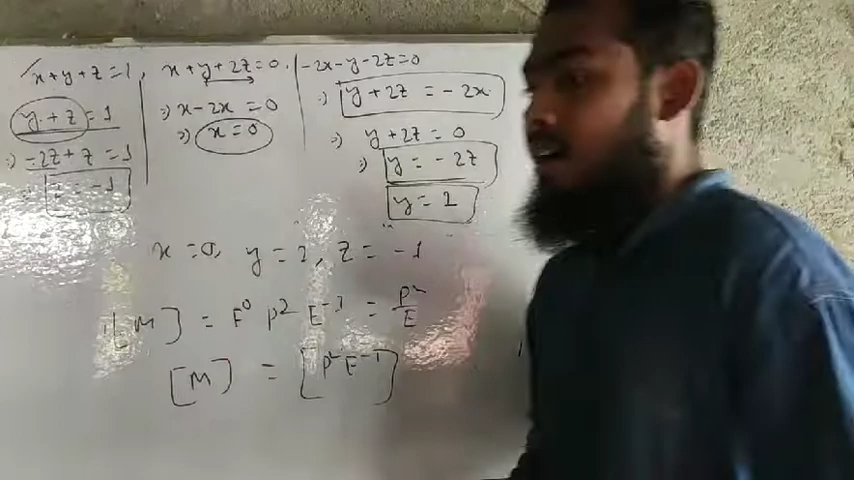 x+y+z=1, x+y+2z=0, -2x-y-2z=0
y+z=1
⇒ -2z+z=1
z=-1
⇒ x-2x=0
⇒ x=0
⇒ y+2z=-2x
⇒ y+2z=0
⇒ y=-2z
y=2
x=0, y=2, z=-1
[M] = F⁰ P² E⁻¹ = P²/E
[M] = [P²E⁻¹]